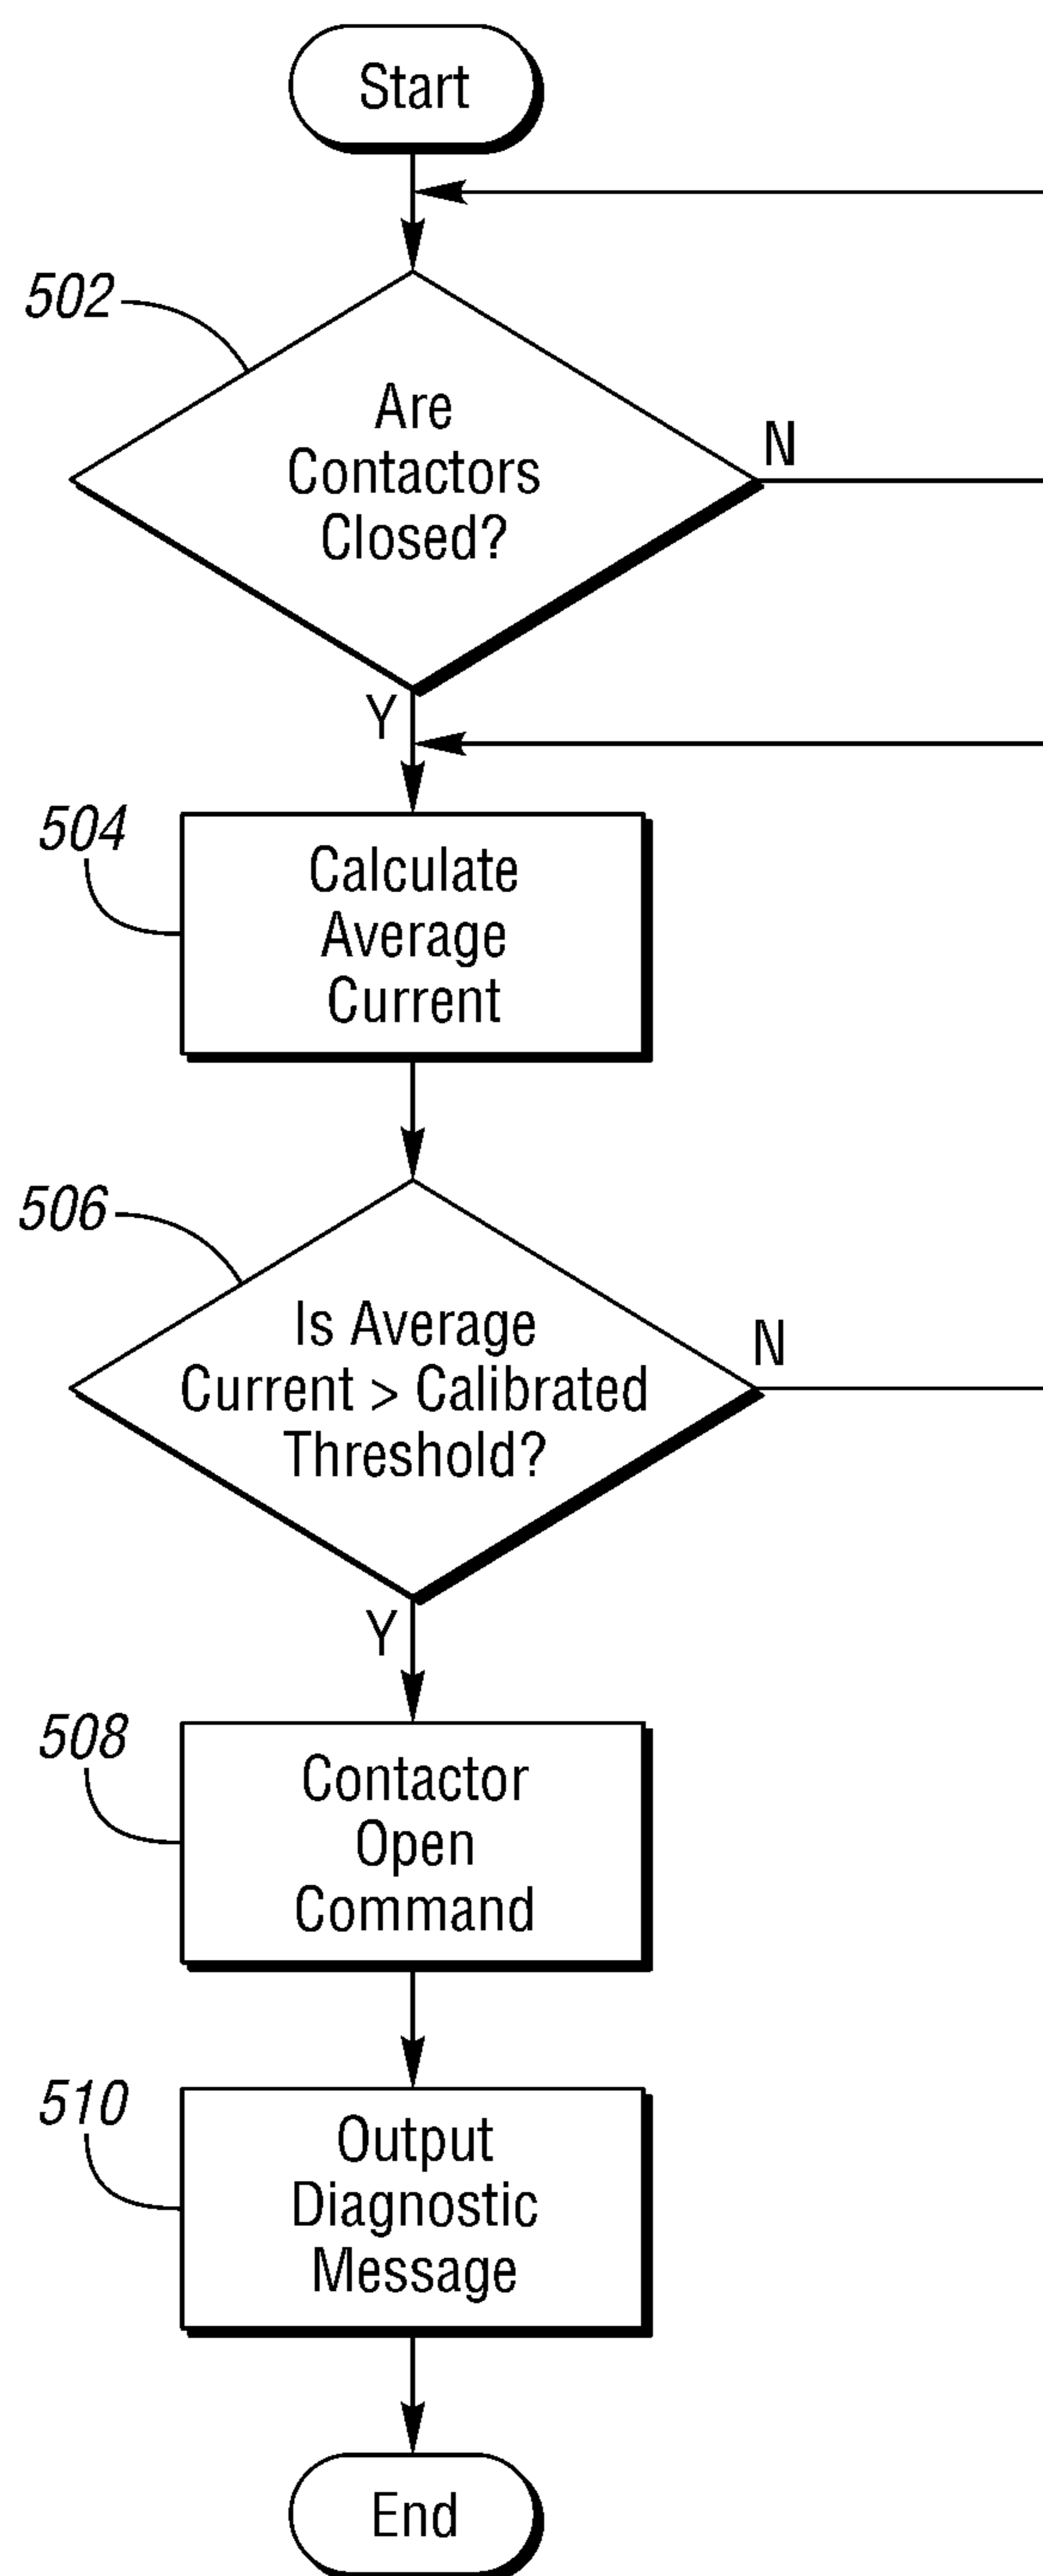 Start
502
Are
Contactors
Closed?
N
Y
504
Calculate
Average
Current
506
Is Average
Current > Calibrated
Threshold?
N
Y
508
Contactor
Open
Command
510
Output
Diagnostic
Message
End